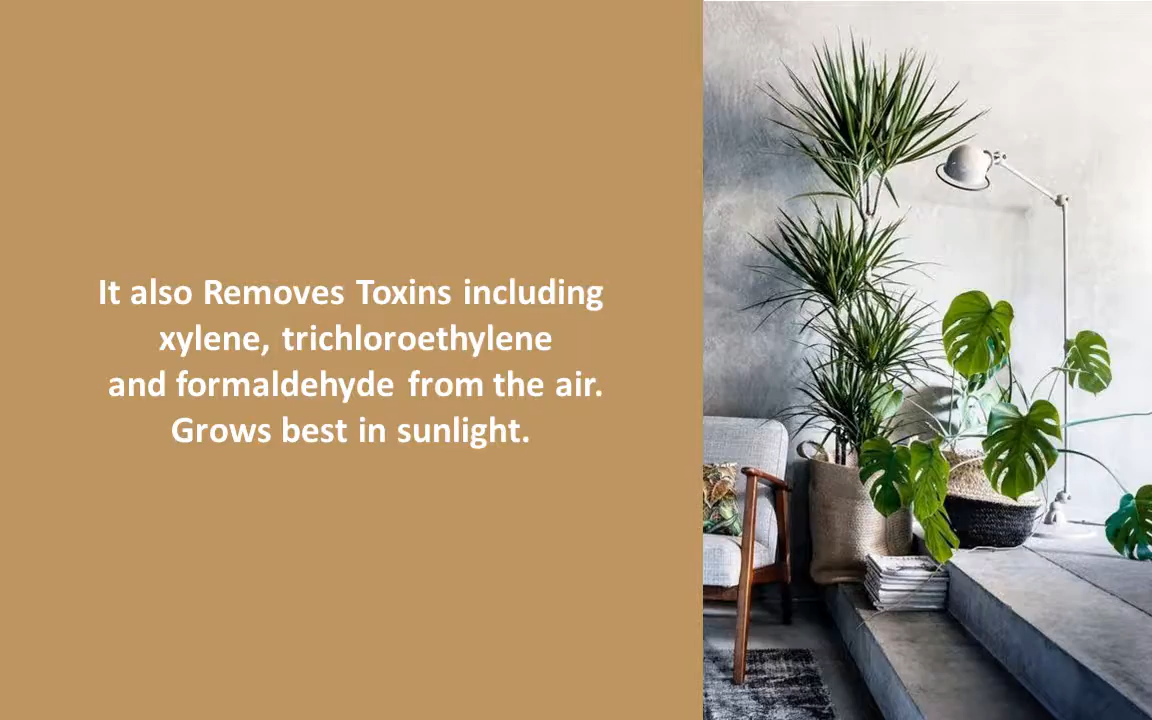 It also Removes Toxins including
xylene, trichloroethylene
and formaldehyde from the air.
Grows best in sunlight.